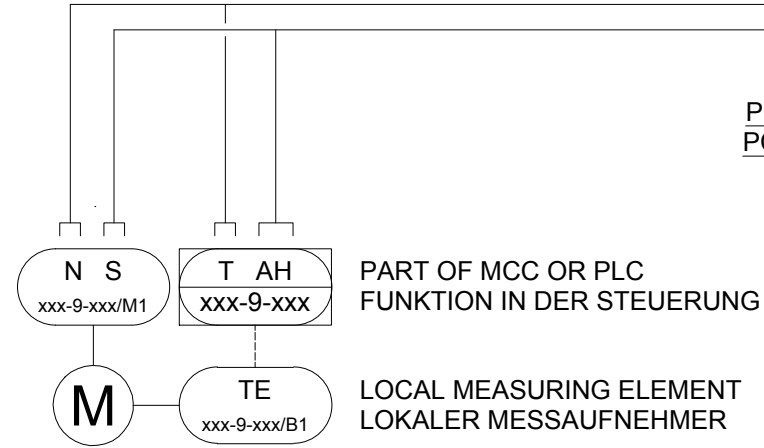 N S
xxx-9-xxx/M1
T AH
xxx-9-xxx
PART OF MCC OR PLC
FUNKTION IN DER STEUERUNG
M
TE
xxx-9-xxx/B1
LOCAL MEASURING ELEMENT
LOKALER MESSAUFNEHMER